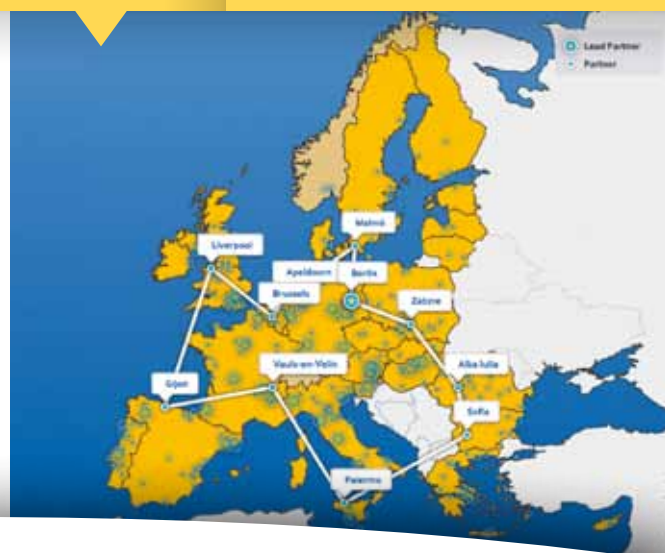 Lead Partner
Partner
Malmö
Liverpool
Apeldoorn
Berlin
Brussels
Zabrze
Vaulx-en-Velin
Alba Iulia
Gijon
Sofia
Palermo